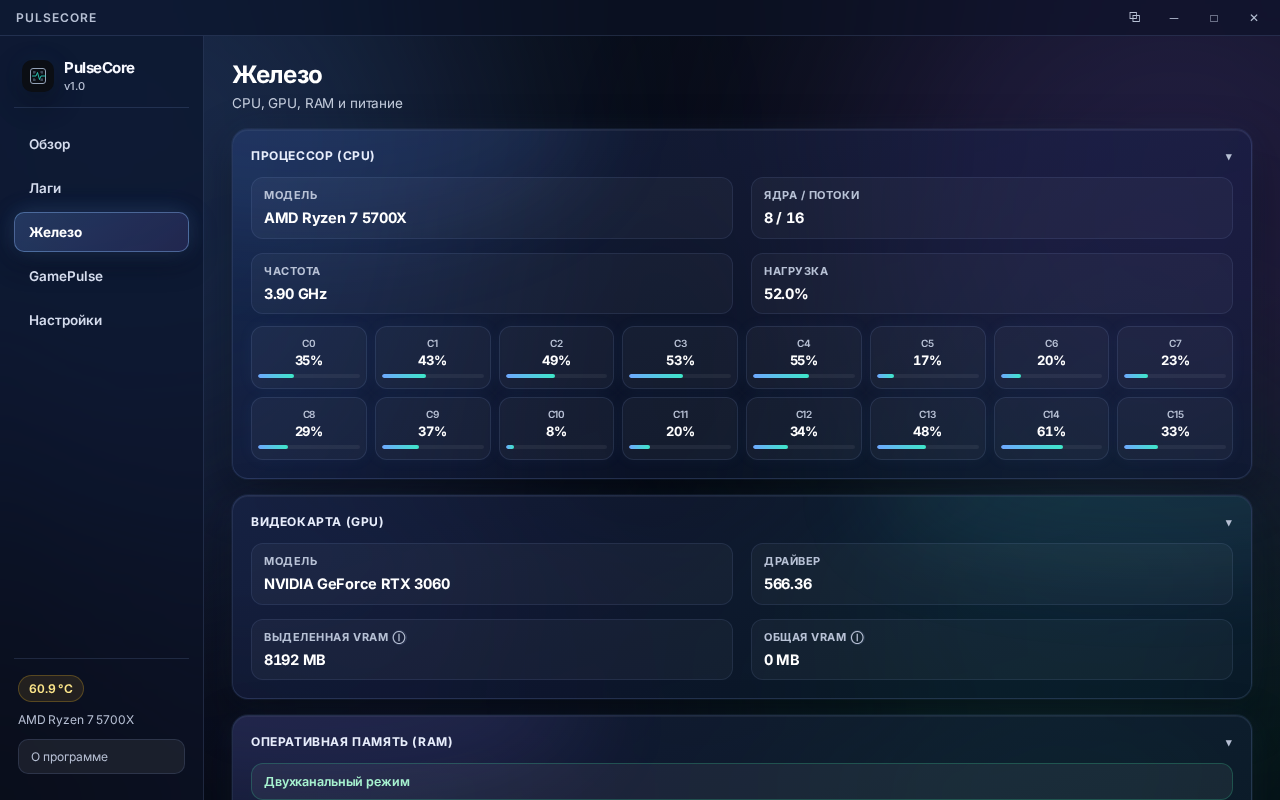 PULSECORE
PulseCore
v1.0
Обзор
Лаги
Железо
GamePulse
Настройки
60.9 °C
AMD Ryzen 7 5700X
О программе
Железо
CPU, GPU, RAM и питание
ПРОЦЕССОР (CPU)
МОДЕЛЬ
AMD Ryzen 7 5700X
ЯДРА / ПОТОКИ
8 / 16
ЧАСТОТА
3.90 GHz
НАГРУЗКА
52.0%
C0 C1 C2 C3 C4 C5 C6 C7
35% 43% 49% 53% 55% 17% 20% 23%
C8 C9 C10 C11 C12 C13 C14 C15
29% 37% 8% 20% 34% 48% 61% 33%
ВИДЕОКАРТА (GPU)
МОДЕЛЬ
NVIDIA GeForce RTX 3060
ДРАЙВЕР
566.36
ВЫДЕЛЕННАЯ VRAM ⓘ
8192 MB
ОБЩАЯ VRAM ⓘ
0 MB
ОПЕРАТИВНАЯ ПАМЯТЬ (RAM)
Двухканальный режим